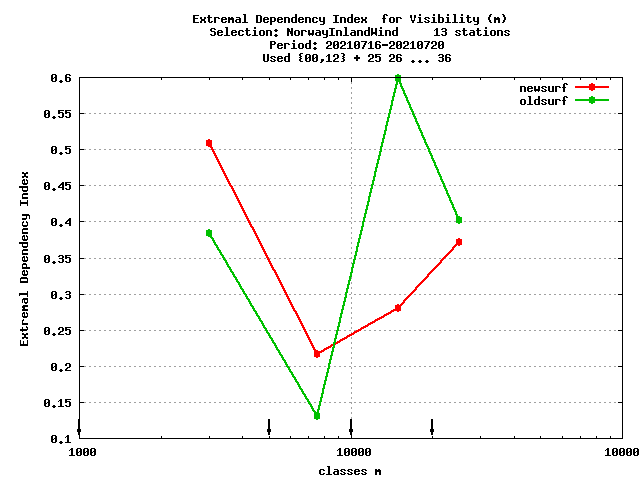 Extremal Dependency Index  for Visibility (m)
Selection: NorwayInlandWind     13 stations
Period: 20210716-20210720
Used {00,12} + 25 26 ... 36
newsurf
oldsurf
Extremal Dependency Index
0.6
0.55
0.5
0.45
0.4
0.35
0.3
0.25
0.2
0.15
0.1
1000
10000
10000
classes m